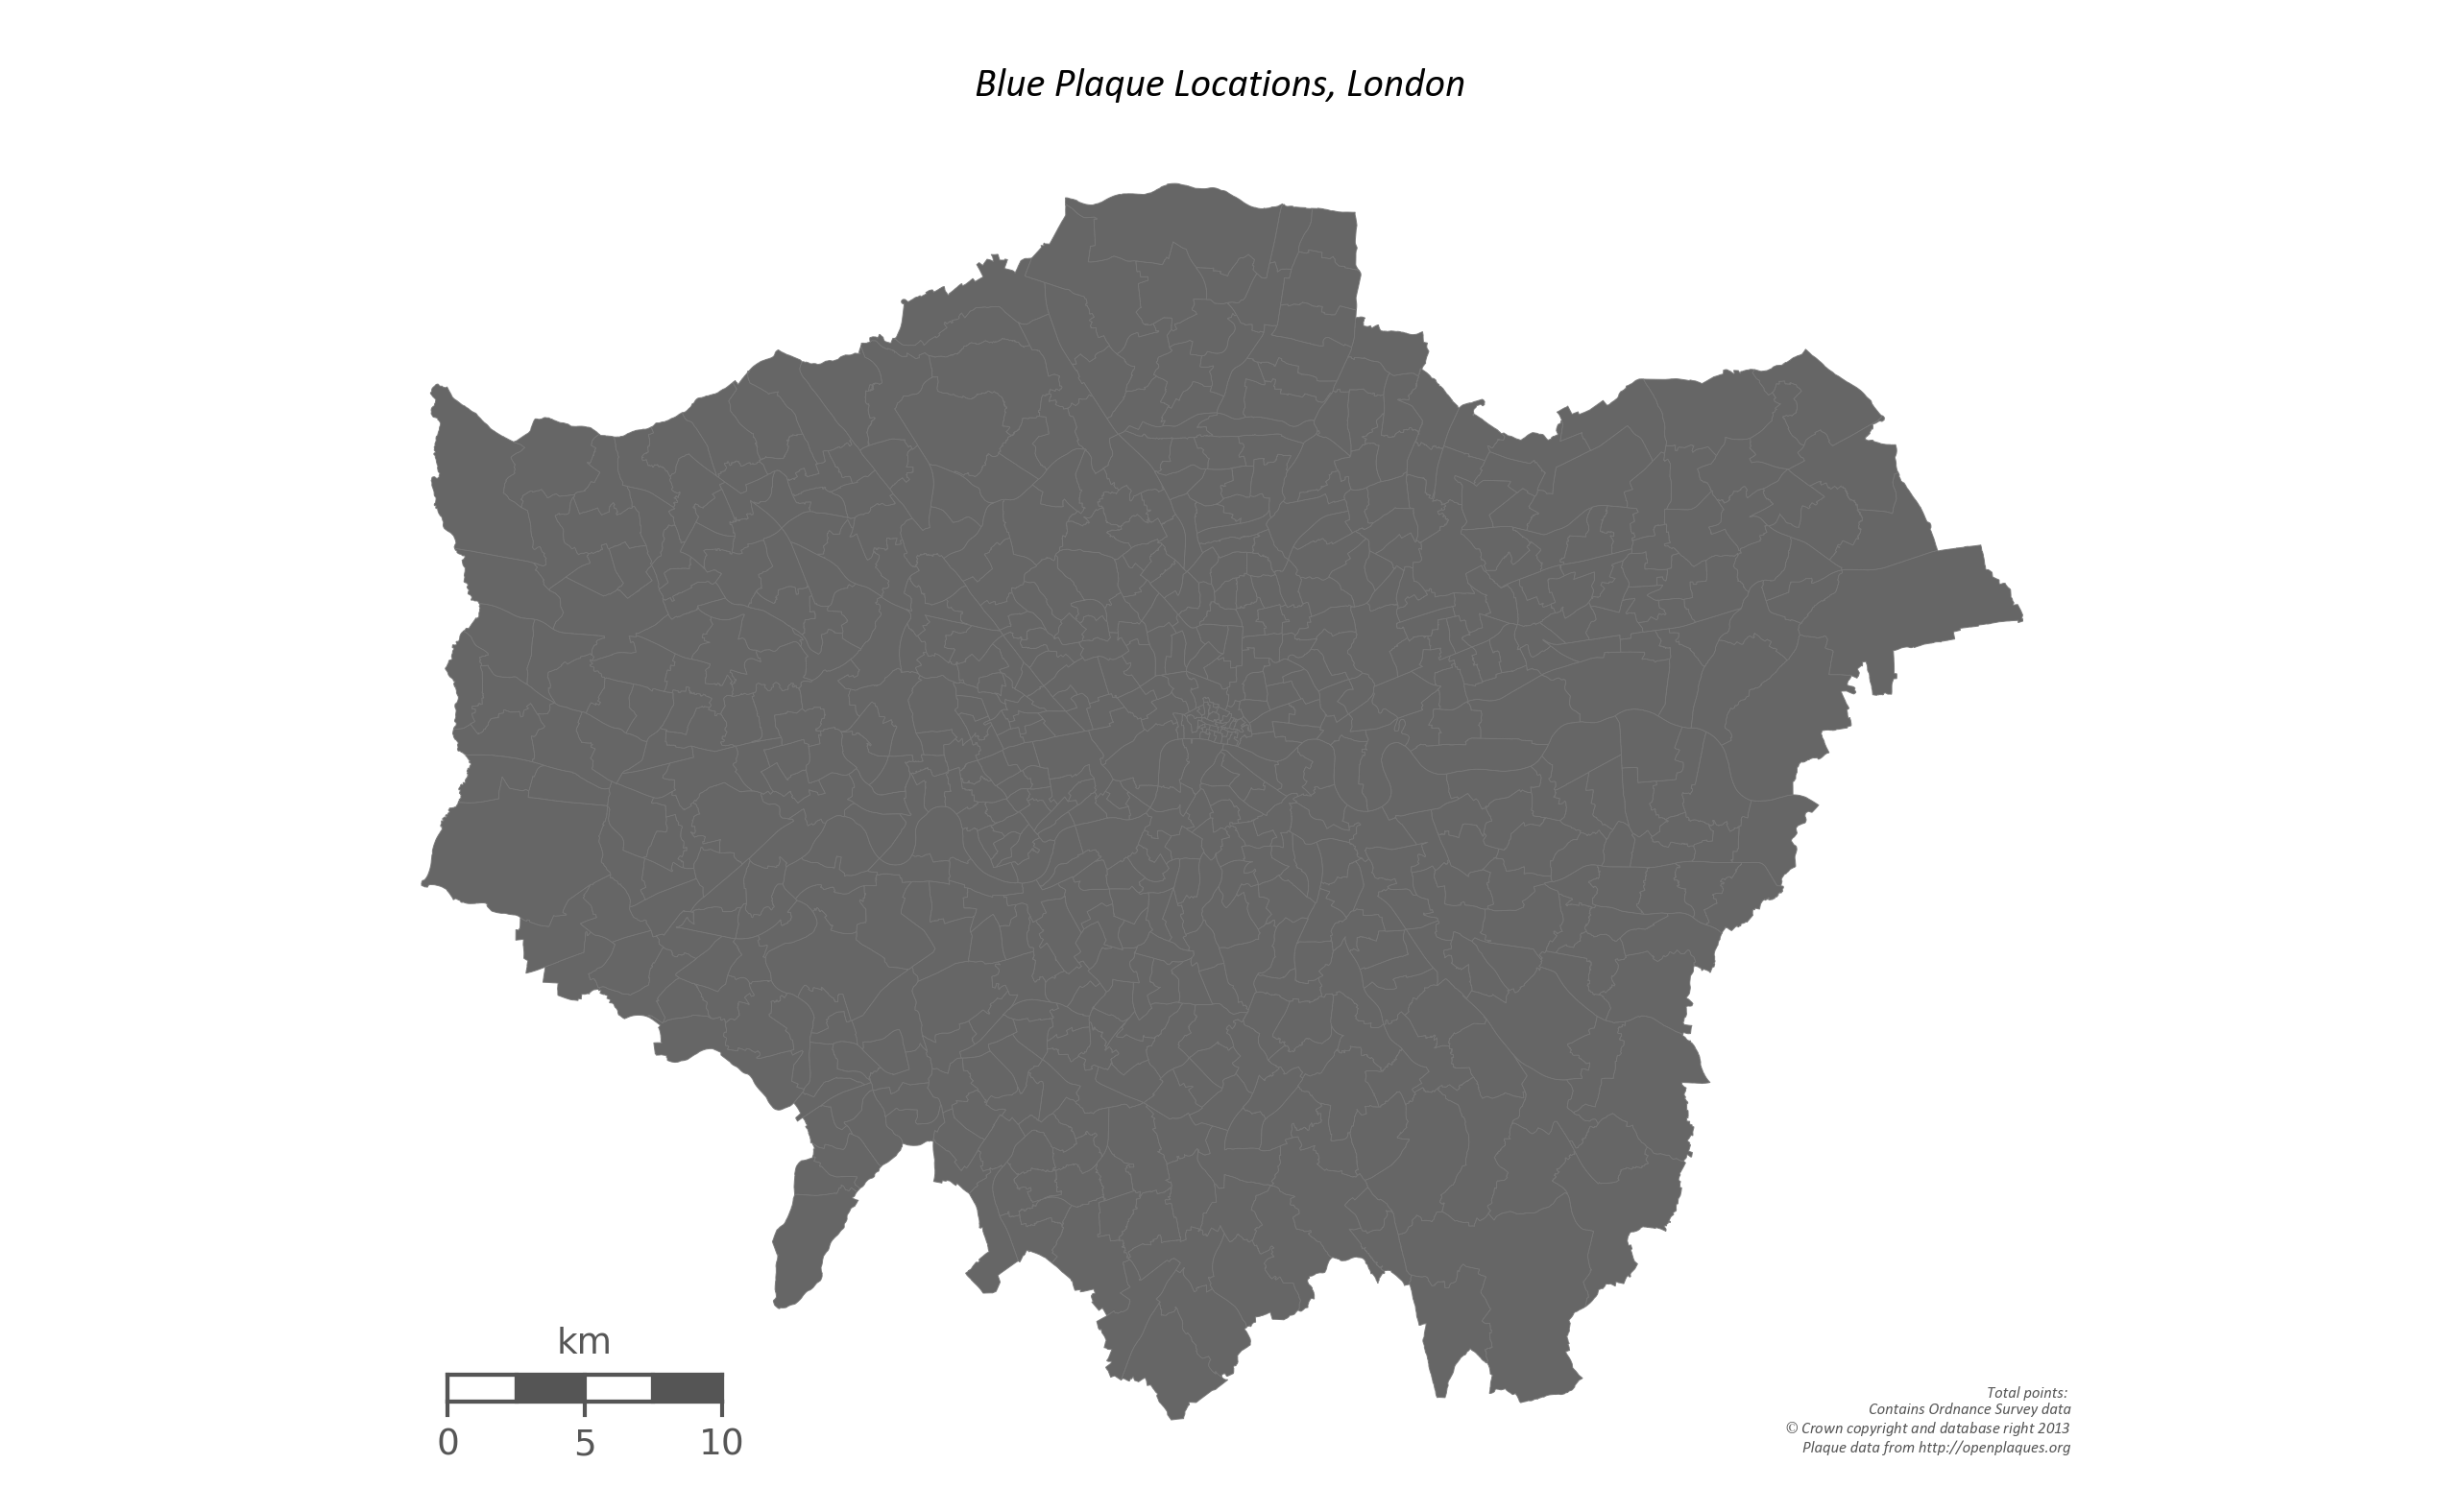 Blue Plaque Locations, London
km
0 5 10
Total points:
Contains Ordnance Survey data
© Crown copyright and database right 2013
Plaque data from http://openplaques.org